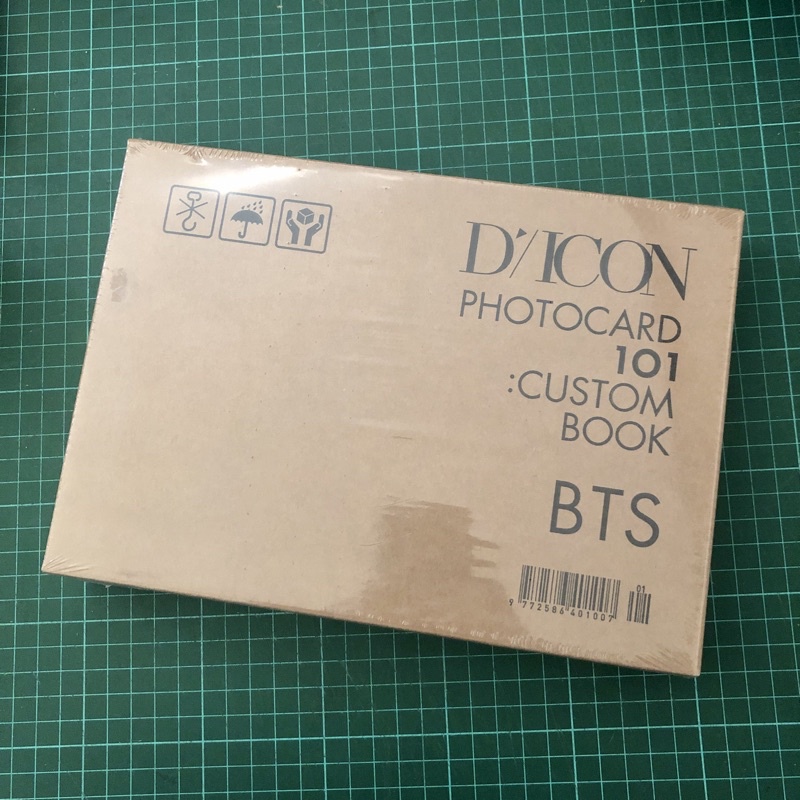 D'/ICON
PHOTOCARD
101
:CUSTOM
BOOK
BTS
01
9 772586 401007